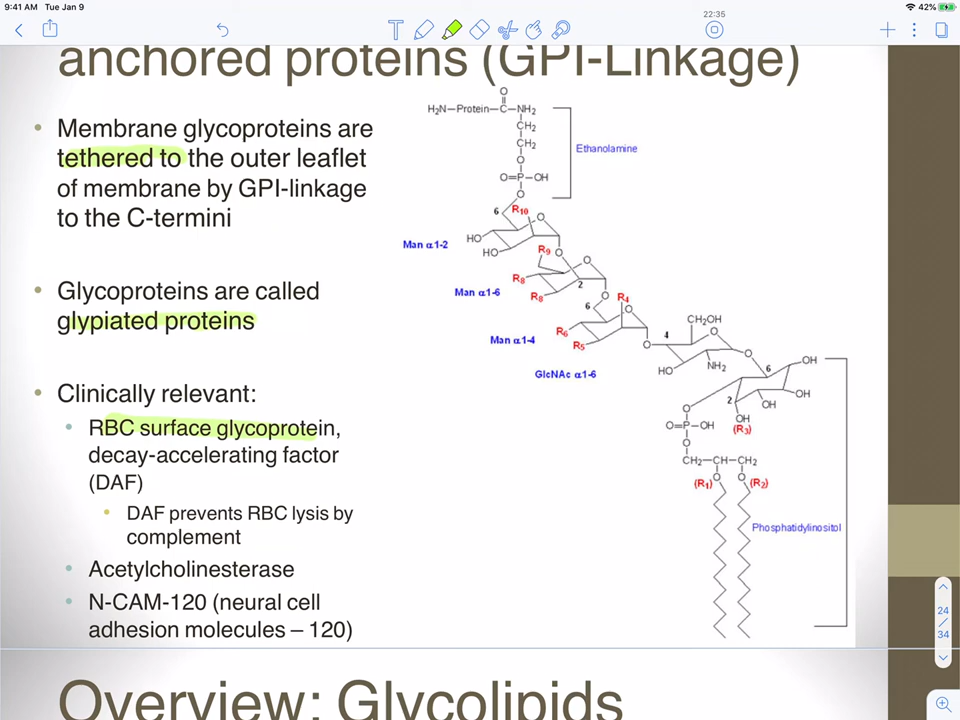 9:41 AM Tue Jan 9
42%
22:35
anchored proteins (GPI-Linkage)
• Membrane glycoproteins are
tethered to the outer leaflet
of membrane by GPI-linkage
to the C-termini
• Glycoproteins are called
glypiated proteins
• Clinically relevant:
• RBC surface glycoprotein,
decay-accelerating factor
(DAF)
• DAF prevents RBC lysis by
complement
• Acetylcholinesterase
• N-CAM-120 (neural cell
adhesion molecules – 120)
O
H₂N–Protein–C–NH₂
CH₂
CH₂
Ethanolamine
O
O=P–OH
O
6 R₁₀ O
HO
HO R₉ O
Man α1-2
R₈ O
R₈ 2
Man α1-6
O
6 R₄ O
R₆
R₅
Man α1-4
O 4 CH₂OH O
HO NH₂ O
GlcNAc α1-6
6 OH
2 OH
OH
OH
(R₃)
O
O=P–OH
O
CH₂–CH–CH₂
O O
(R₁) (R₂)
Phosphatidylinositol
24
/
34
Overview: Glycolipids